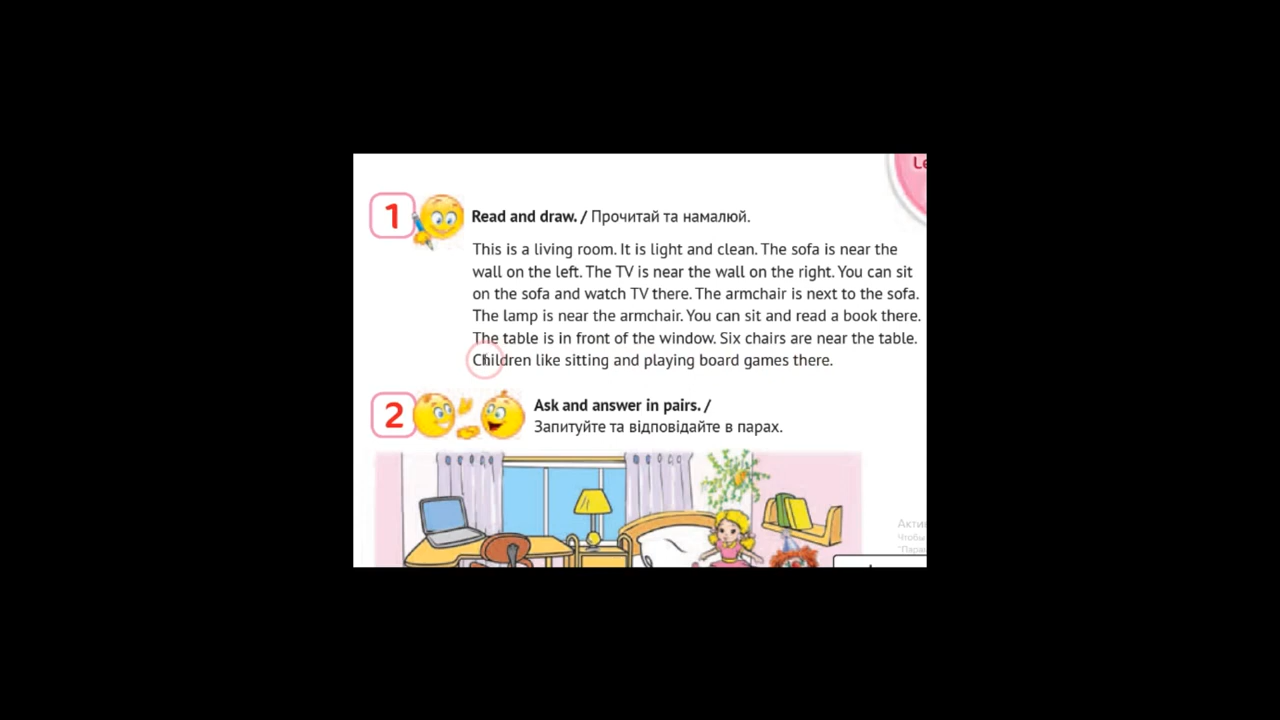 Le
1
Read and draw. / Прочитай та намалюй.
This is a living room. It is light and clean. The sofa is near the
wall on the left. The TV is near the wall on the right. You can sit
on the sofa and watch TV there. The armchair is next to the sofa.
The lamp is near the armchair. You can sit and read a book there.
The table is in front of the window. Six chairs are near the table.
Children like sitting and playing board games there.
2
Ask and answer in pairs. /
Запитуйте та відповідайте в парах.
Акти
Чтобы
"Пара